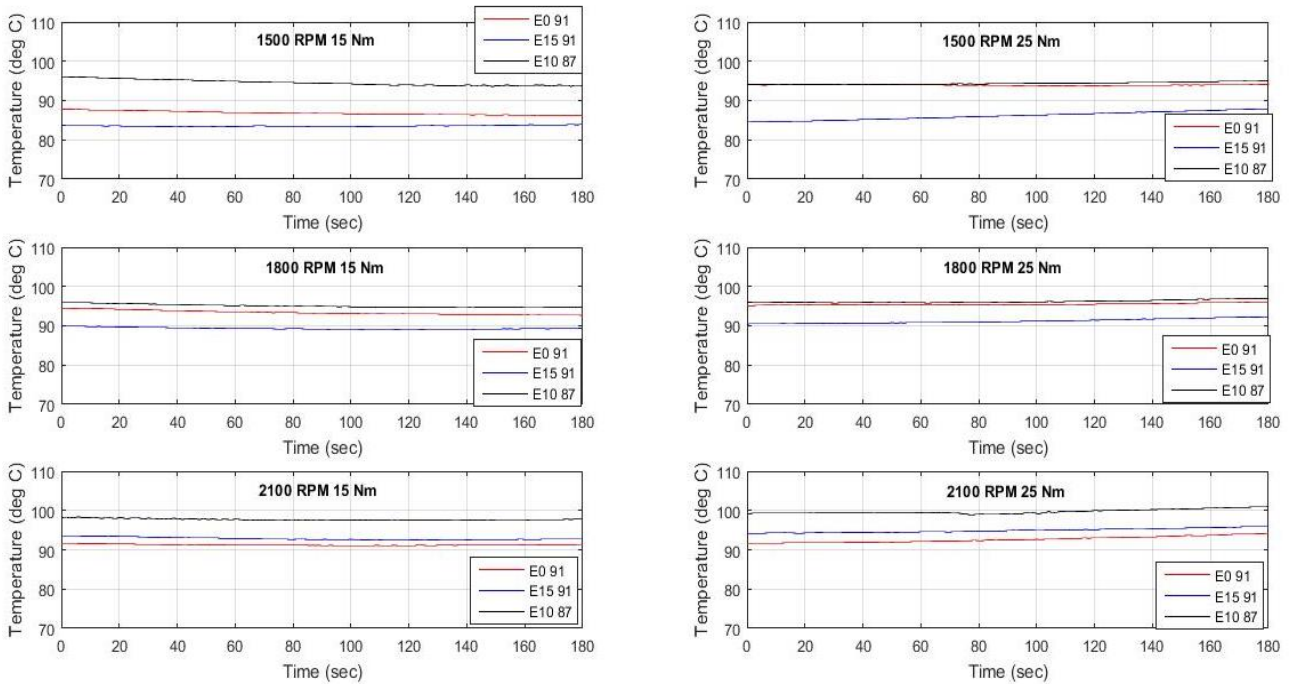 1500 RPM 15 Nm
E0 91
E15 91
E10 87
Temperature (deg C)
110
100
90
80
70
0 20 40 60 80 100 120 140 160 180
Time (sec)
1500 RPM 25 Nm
E0 91
E15 91
E10 87
Temperature (deg C)
110
100
90
80
70
0 20 40 60 80 100 120 140 160 180
Time (sec)
1800 RPM 15 Nm
E0 91
E15 91
E10 87
Temperature (deg C)
110
100
90
80
70
0 20 40 60 80 100 120 140 160 180
Time (sec)
1800 RPM 25 Nm
E0 91
E15 91
E10 87
Temperature (deg C)
110
100
90
80
70
0 20 40 60 80 100 120 140 160 180
Time (sec)
2100 RPM 15 Nm
E0 91
E15 91
E10 87
Temperature (deg C)
110
100
90
80
70
0 20 40 60 80 100 120 140 160 180
Time (sec)
2100 RPM 25 Nm
E0 91
E15 91
E10 87
Temperature (deg C)
110
100
90
80
70
0 20 40 60 80 100 120 140 160 180
Time (sec)